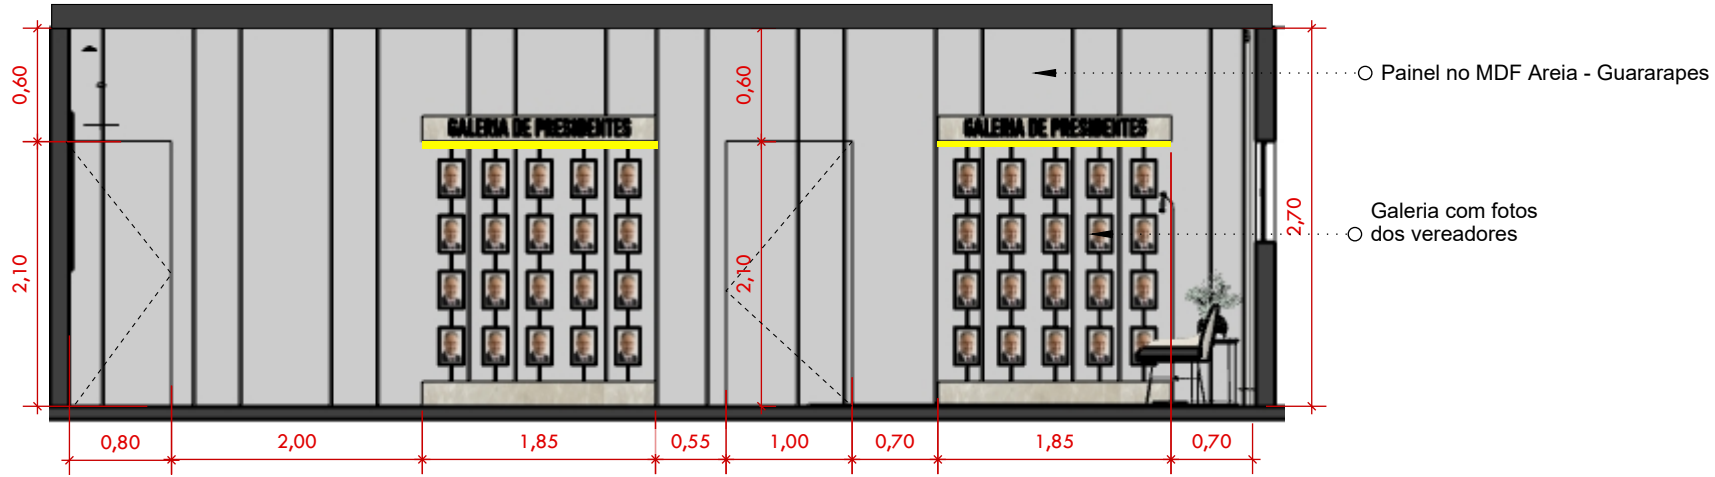 0,60
0,60
Painel no MDF Areia - Guararapes
GALERIA DE PRESIDENTES
GALERIA DE PRESIDENTES
2,70
Galeria com fotos
dos vereadores
2,10
2,10
0,80
2,00
1,85
0,55
1,00
0,70
1,85
0,70